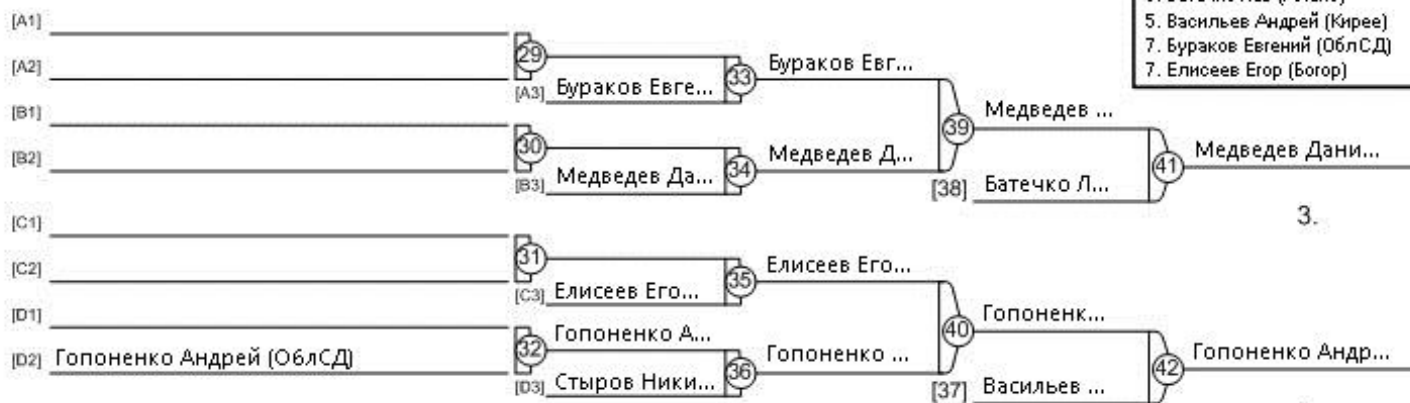 5. Васильев Андрей (Кирее)
7. Бураков Евгений (ОблСД)
7. Елисеев Егор (Богор)
[A1]
[A2]
29
[A3] Бураков Евге...
33
Бураков Евг...
[B1]
[B2]
30
[B3] Медведев Да...
34
Медведев Д...
39
Медведев ...
[38] Батечко Л...
41
Медведев Дани...
3.
[C1]
[C2]
31
[C3] Елисеев Его...
35
Елисеев Его...
[D1]
[D2] Гопоненко Андрей (ОблСД)
32
Гопоненко А...
[D3] Стыров Ники...
36
Гопоненко ...
40
Гопоненк...
[37] Васильев ...
42
Гопоненко Андр...